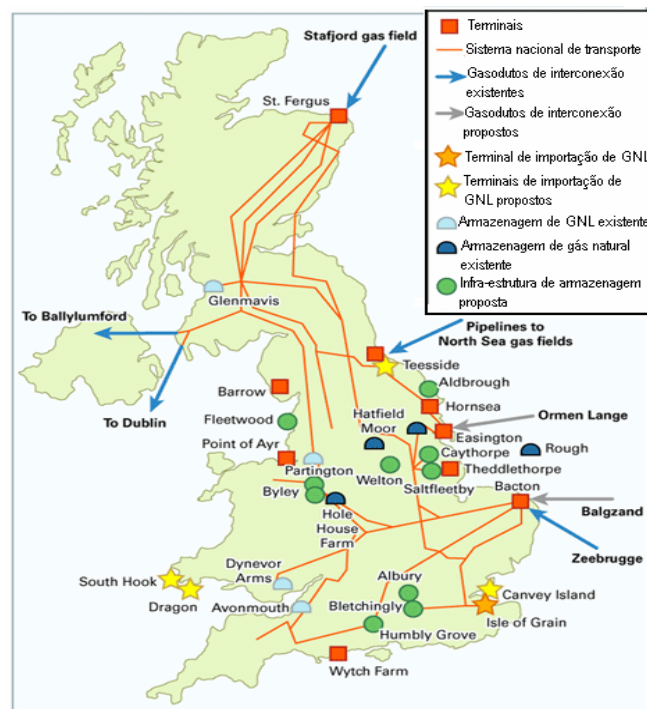 Terminais
Sistema nacional de transporte
Gasodutos de interconexão
existentes
Gasodutos de interconexão
propostos
Terminal de importação de GNL
Terminais de importação de
GNL propostos
Armazenagem de GNL existente
Armazenagem de gás natural
existente
Infra-estrutura de armazenagem
proposta
Stafjord gas field
St. Fergus
Glenmavis
To Ballylumford
To Dublin
Pipelines to
North Sea gas fields
Teesside
Barrow
Aldbrough
Hornsea
Fleetwood
Hatfield
Moor
Ormen Lange
Easington
Point of Ayr
Caythorpe
Rough
Partington
Welton
Theddlethorpe
Byley
Saltfleetby
Bacton
Hole
House
Farm
Balgzand
Zeebrugge
Dynevor
Arms
South Hook
Albury
Canvey Island
Dragon
Avonmouth
Bletchingly
Isle of Grain
Humbly Grove
Wytch Farm